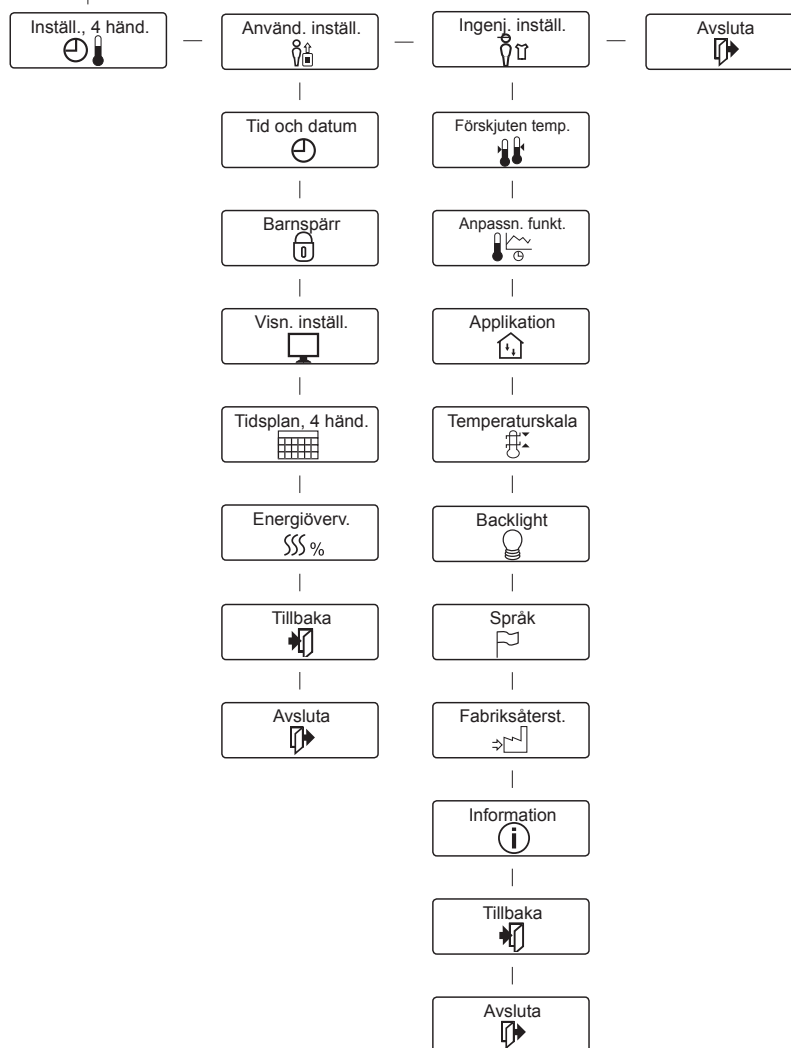 Inställ., 4 händ.
Använd. inställ.
Ingenj. inställ.
Avsluta
Tid och datum
Barnspärr
Visn. inställ.
Tidsplan, 4 händ.
Energiöverv.
%
Tillbaka
Avsluta
Förskjuten temp.
Anpassn. funkt.
Applikation
Temperaturskala
Backlight
Språk
Fabriksåterst.
Information
i
Tillbaka
Avsluta